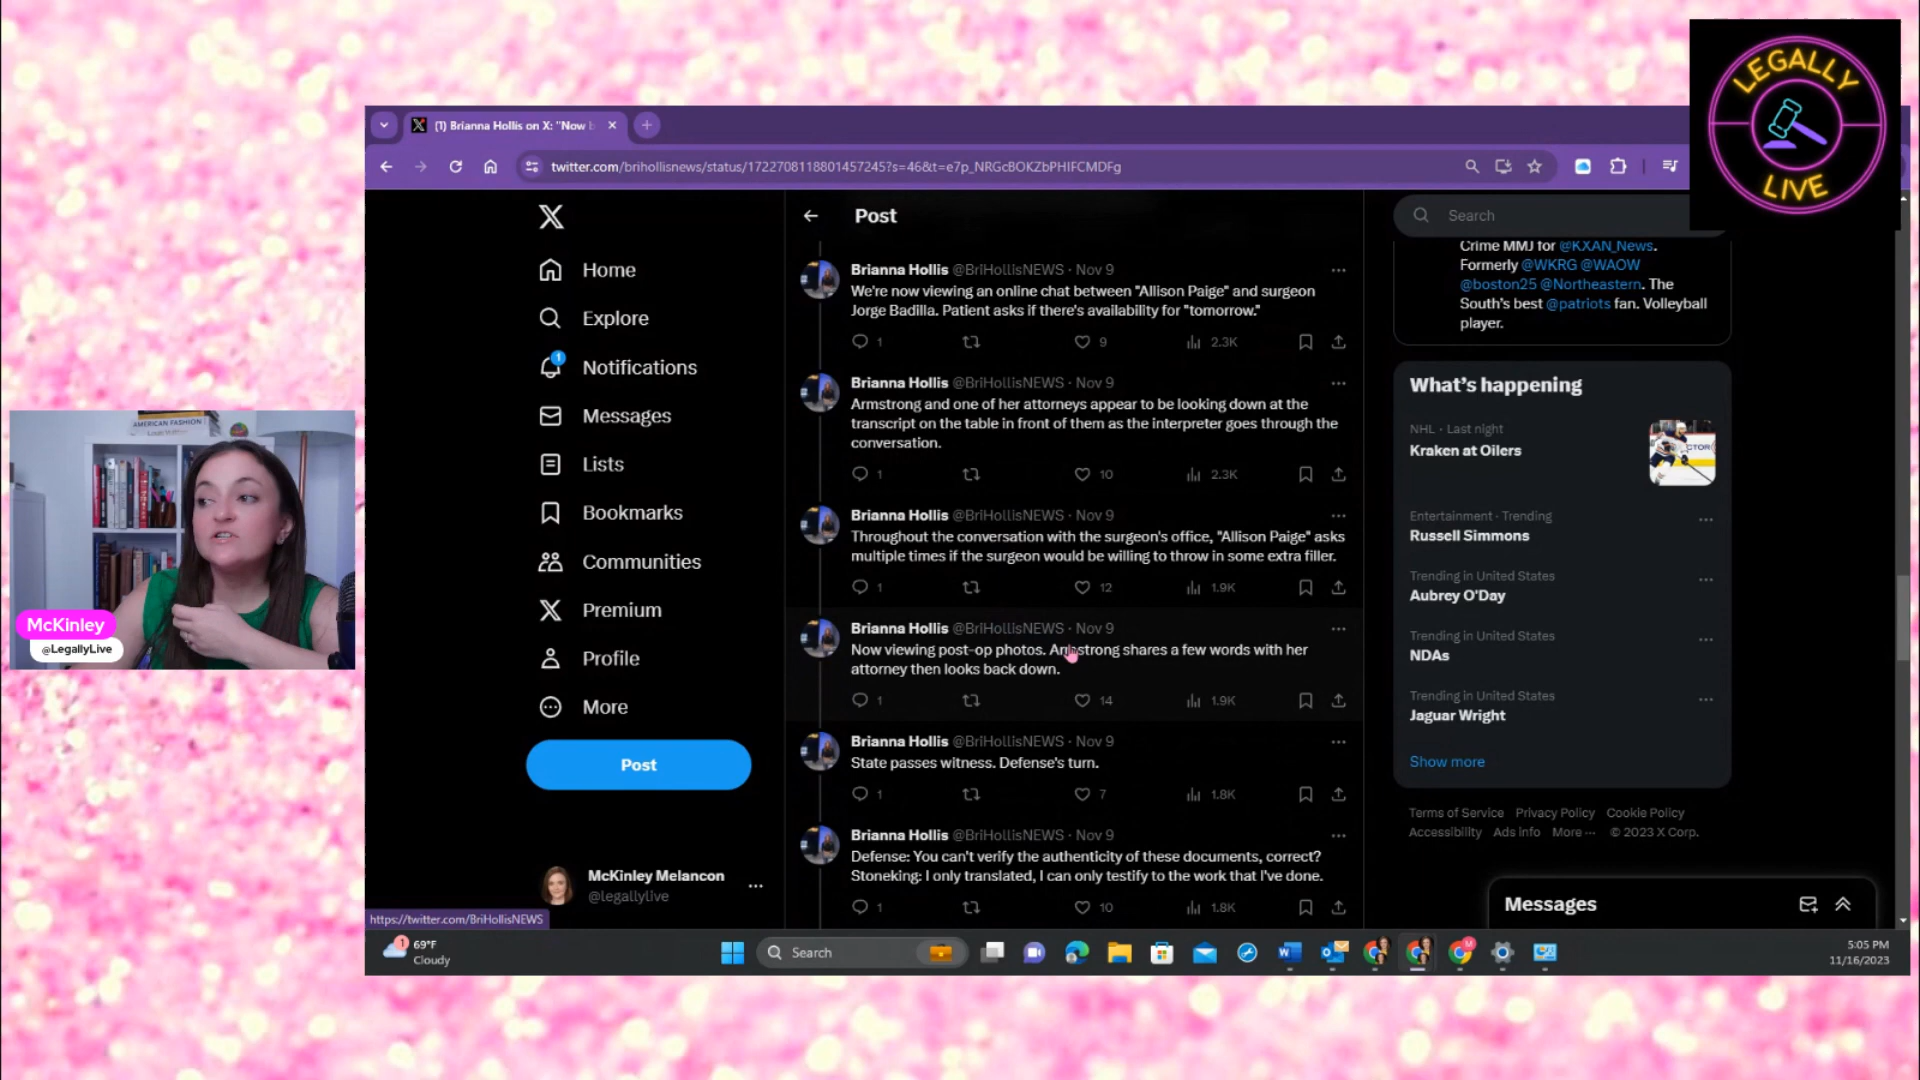 LEGALLY
LIVE
(1) Brianna Hollis on X: "Now b
twitter.com/brihollisnews/status/1722708118801457245?s=46&t=e7p_NRGcBOKZbPHIFCMDFg
Home
Explore
1
Notifications
Messages
Lists
Bookmarks
Communities
Premium
Profile
More
Post
McKinley Melancon
@legallylive
https://twitter.com/BriHollisNEWS
Post
Brianna Hollis @BriHollisNEWS · Nov 9
We're now viewing an online chat between "Allison Paige" and surgeon
Jorge Badilla. Patient asks if there's availability for "tomorrow."
1 9 2.3K
Brianna Hollis @BriHollisNEWS · Nov 9
Armstrong and one of her attorneys appear to be looking down at the
transcript on the table in front of them as the interpreter goes through the
conversation.
1 10 2.3K
Brianna Hollis @BriHollisNEWS · Nov 9
Throughout the conversation with the surgeon's office, "Allison Paige" asks
multiple times if the surgeon would be willing to throw in some extra filler.
1 12 1.9K
Brianna Hollis @BriHollisNEWS · Nov 9
Now viewing post-op photos. Armstrong shares a few words with her
attorney then looks back down.
1 14 1.9K
Brianna Hollis @BriHollisNEWS · Nov 9
State passes witness. Defense's turn.
1 7 1.8K
Brianna Hollis @BriHollisNEWS · Nov 9
Defense: You can't verify the authenticity of these documents, correct?
Stoneking: I only translated, I can only testify to the work that I've done.
1 10 1.8K
Search
Crime MMJ for @KXAN_News.
Formerly @WKRG @WAOW
@boston25 @Northeastern. The
South's best @patriots fan. Volleyball
player.
What's happening
NHL · Last night
Kraken at Oilers
Entertainment · Trending
Russell Simmons
Trending in United States
Aubrey O'Day
Trending in United States
NDAs
Trending in United States
Jaguar Wright
Show more
Terms of Service Privacy Policy Cookie Policy
Accessibility Ads info More ··· © 2023 X Corp.
Messages
AMERICAN FASHION
McKinley
@LegallyLive
1
69°F
Cloudy
Search
5:05 PM
11/16/2023